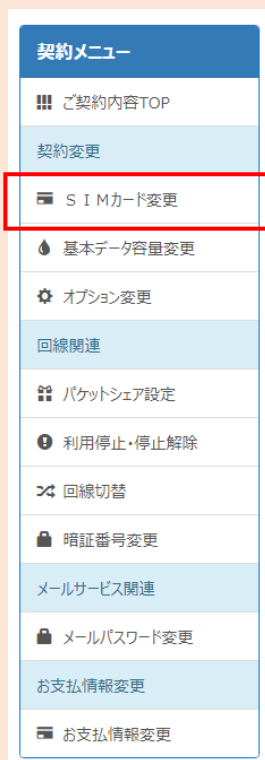 契約メニュー
ご契約内容TOP
契約変更
ＳＩＭカード変更
基本データ容量変更
オプション変更
回線関連
パケットシェア設定
利用停止・停止解除
回線切替
暗証番号変更
メールサービス関連
メールパスワード変更
お支払情報変更
お支払情報変更